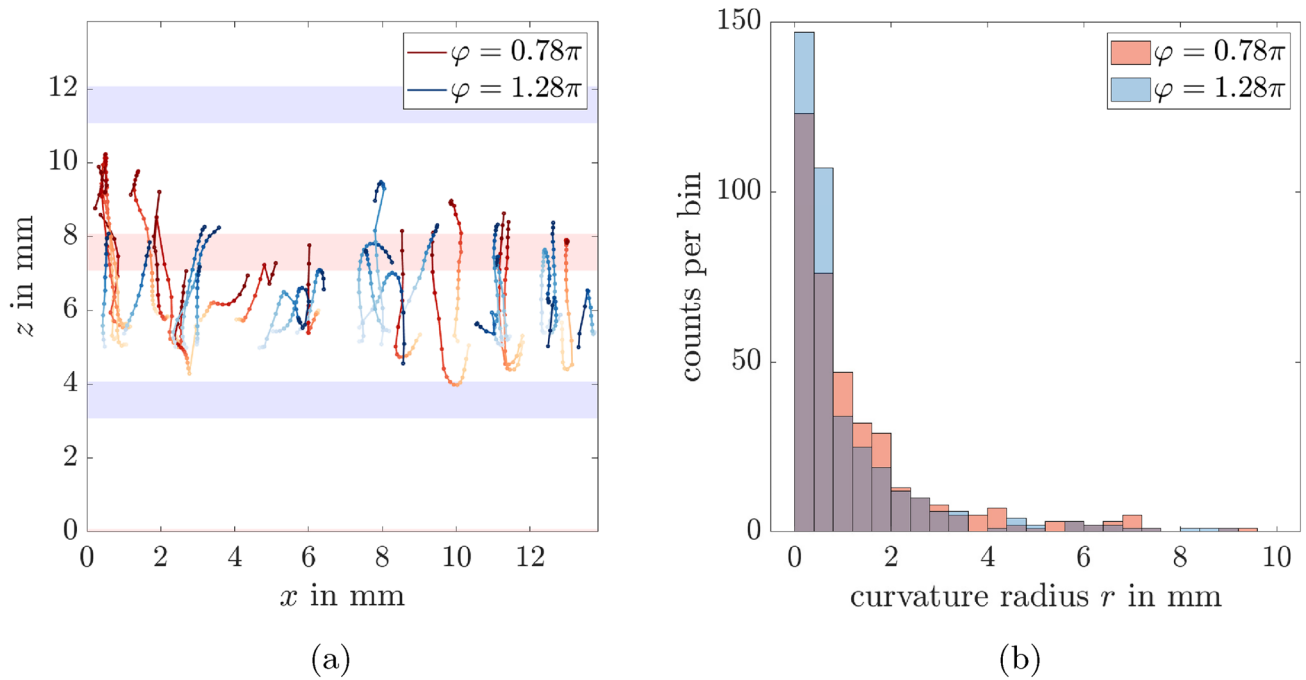 φ = 0.78π
φ = 1.28π
12
10
8
6
4
2
0
z in mm
0 2 4 6 8 10 12
x in mm
(a)
φ = 0.78π
φ = 1.28π
150
100
50
0
counts per bin
0 2 4 6 8 10
curvature radius r in mm
(b)